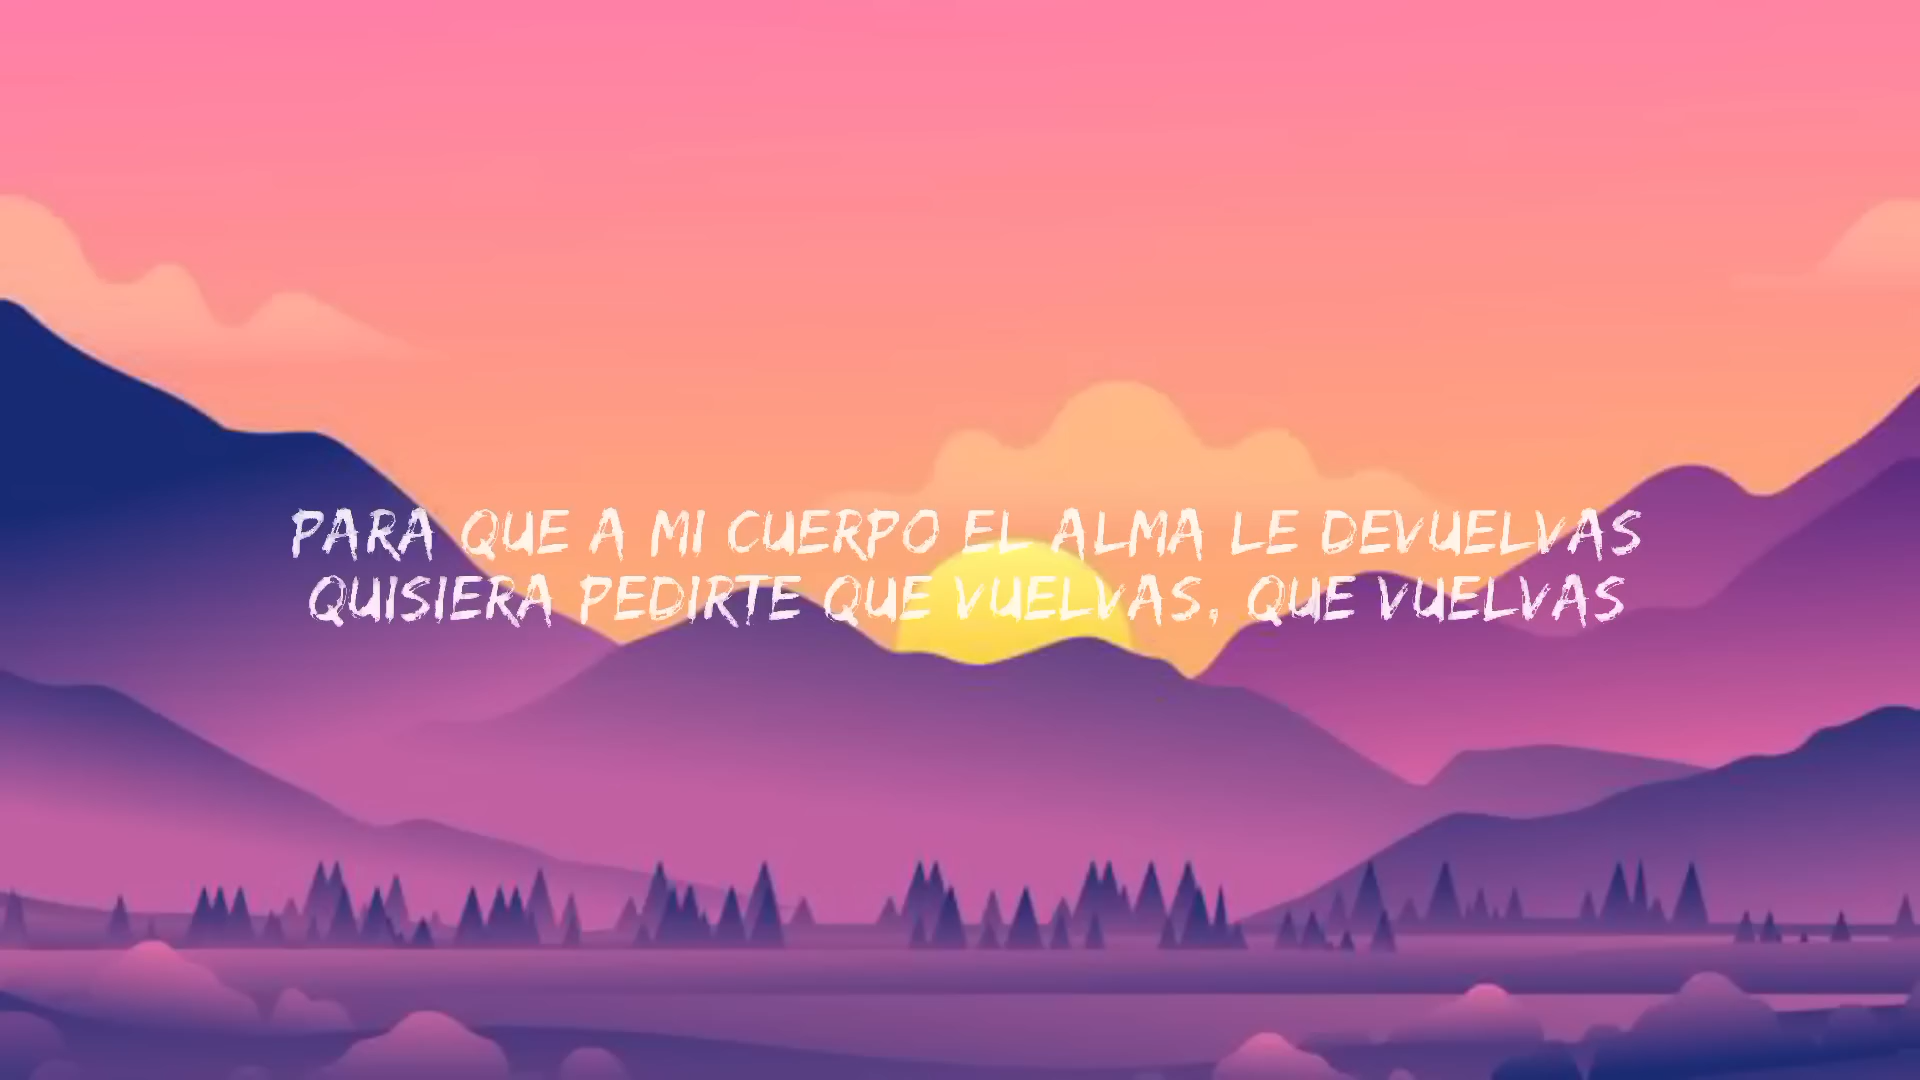 PARA QUE A MI CUERPO EL ALMA LE DEVUELVAS
QUISIERA PEDIRTE QUE VUELVAS, QUE VUELVAS